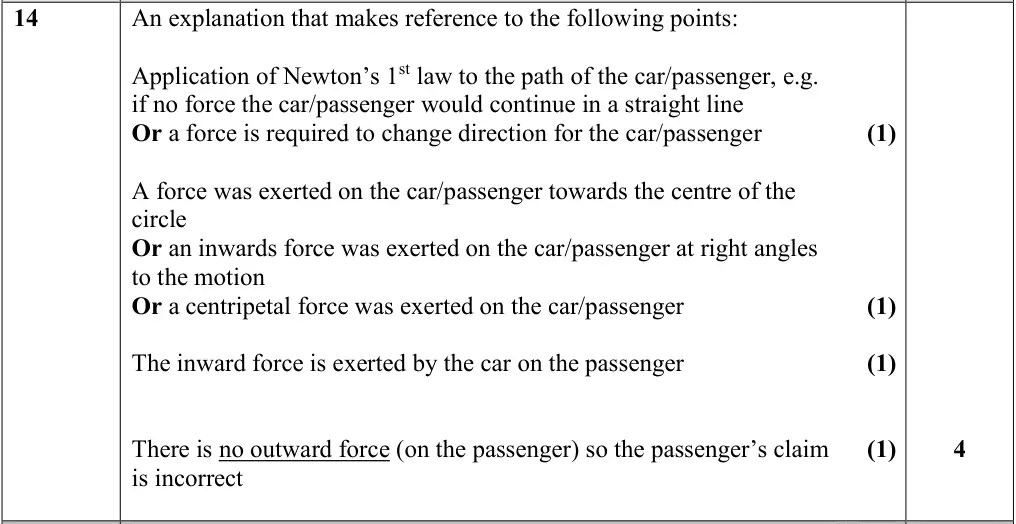 14 An explanation that makes reference to the following points:
Application of Newton’s 1st law to the path of the car/passenger, e.g.
if no force the car/passenger would continue in a straight line
Or a force is required to change direction for the car/passenger (1)
A force was exerted on the car/passenger towards the centre of the
circle
Or an inwards force was exerted on the car/passenger at right angles
to the motion
Or a centripetal force was exerted on the car/passenger (1)
The inward force is exerted by the car on the passenger (1)
There is no outward force (on the passenger) so the passenger’s claim (1) 4
is incorrect